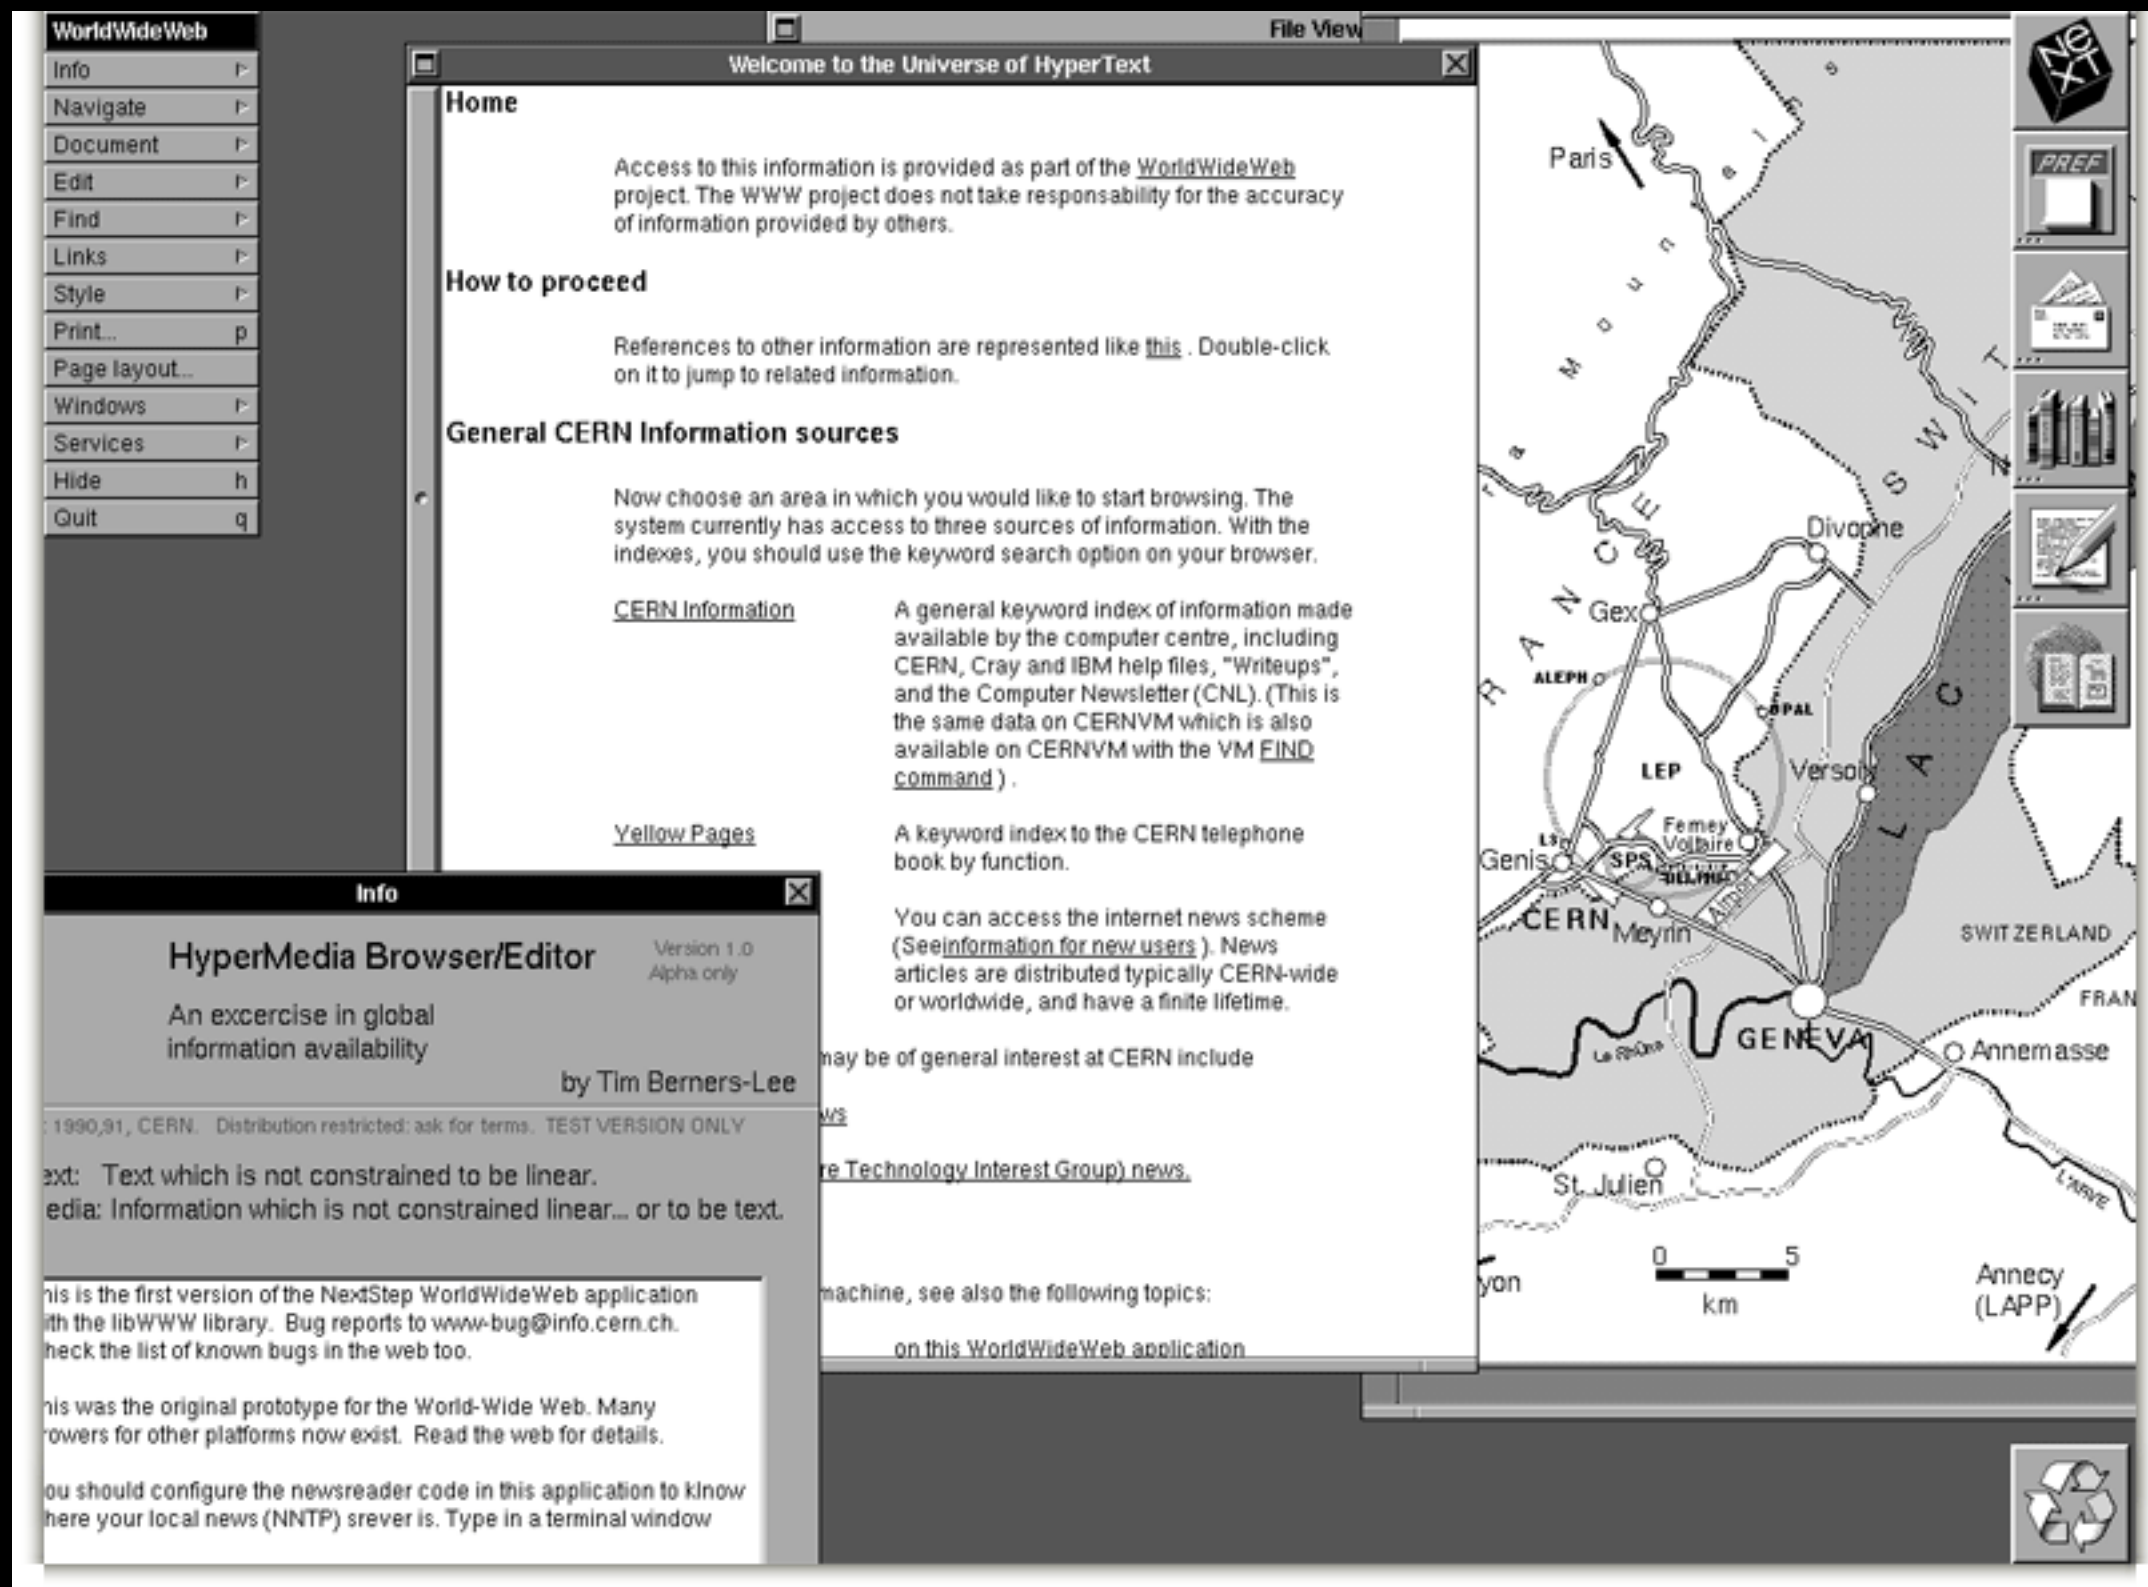 WorldWideWeb
Info
Navigate
Document
Edit
Find
Links
Style
Print... p
Page layout...
Windows
Services
Hide h
Quit q
File View
Welcome to the Universe of HyperText
Home
Access to this information is provided as part of the WorldWideWeb
project. The WWW project does not take responsability for the accuracy
of information provided by others.
How to proceed
References to other information are represented like this . Double-click
on it to jump to related information.
General CERN Information sources
Now choose an area in which you would like to start browsing. The
system currently has access to three sources of information. With the
indexes, you should use the keyword search option on your browser.
CERN Information
A general keyword index of information made
available by the computer centre, including
CERN, Cray and IBM help files, "Writeups",
and the Computer Newsletter (CNL). (This is
the same data on CERNVM which is also
available on CERNVM with the VM FIND
command ) .
Yellow Pages
A keyword index to the CERN telephone
book by function.
You can access the internet news scheme
(Seeinformation for new users ). News
articles are distributed typically CERN-wide
or worldwide, and have a finite lifetime.
may be of general interest at CERN include
ws
re Technology Interest Group) news.
machine, see also the following topics:
on this WorldWideWeb application
Info
HyperMedia Browser/Editor
Version 1.0
Alpha only
An excercise in global
information availability
by Tim Berners-Lee
1990,91, CERN. Distribution restricted: ask for terms. TEST VERSION ONLY
ext: Text which is not constrained to be linear.
edia: Information which is not constrained linear... or to be text.
his is the first version of the NextStep WorldWideWeb application
ith the libWWW library. Bug reports to www-bug@info.cern.ch.
heck the list of known bugs in the web too.
his was the original prototype for the World-Wide Web. Many
rowers for other platforms now exist. Read the web for details.
ou should configure the newsreader code in this application to kInow
here your local news (NNTP) srever is. Type in a terminal window
Paris
Divonne
Gex
ALEPH
OPAL
LEP
Versoix
Ferney
Voltaire
L3
Genis
SPS
DELPHI
Airport
CERN
Meyrin
LAC
RANCE
SWIT
SWITZERLAND
FRAN
GENEVA
Le Rhône
Annemasse
St. Julien
L'ARVE
0 5
km
yon
Annecy
(LAPP)
NeXT
PREF